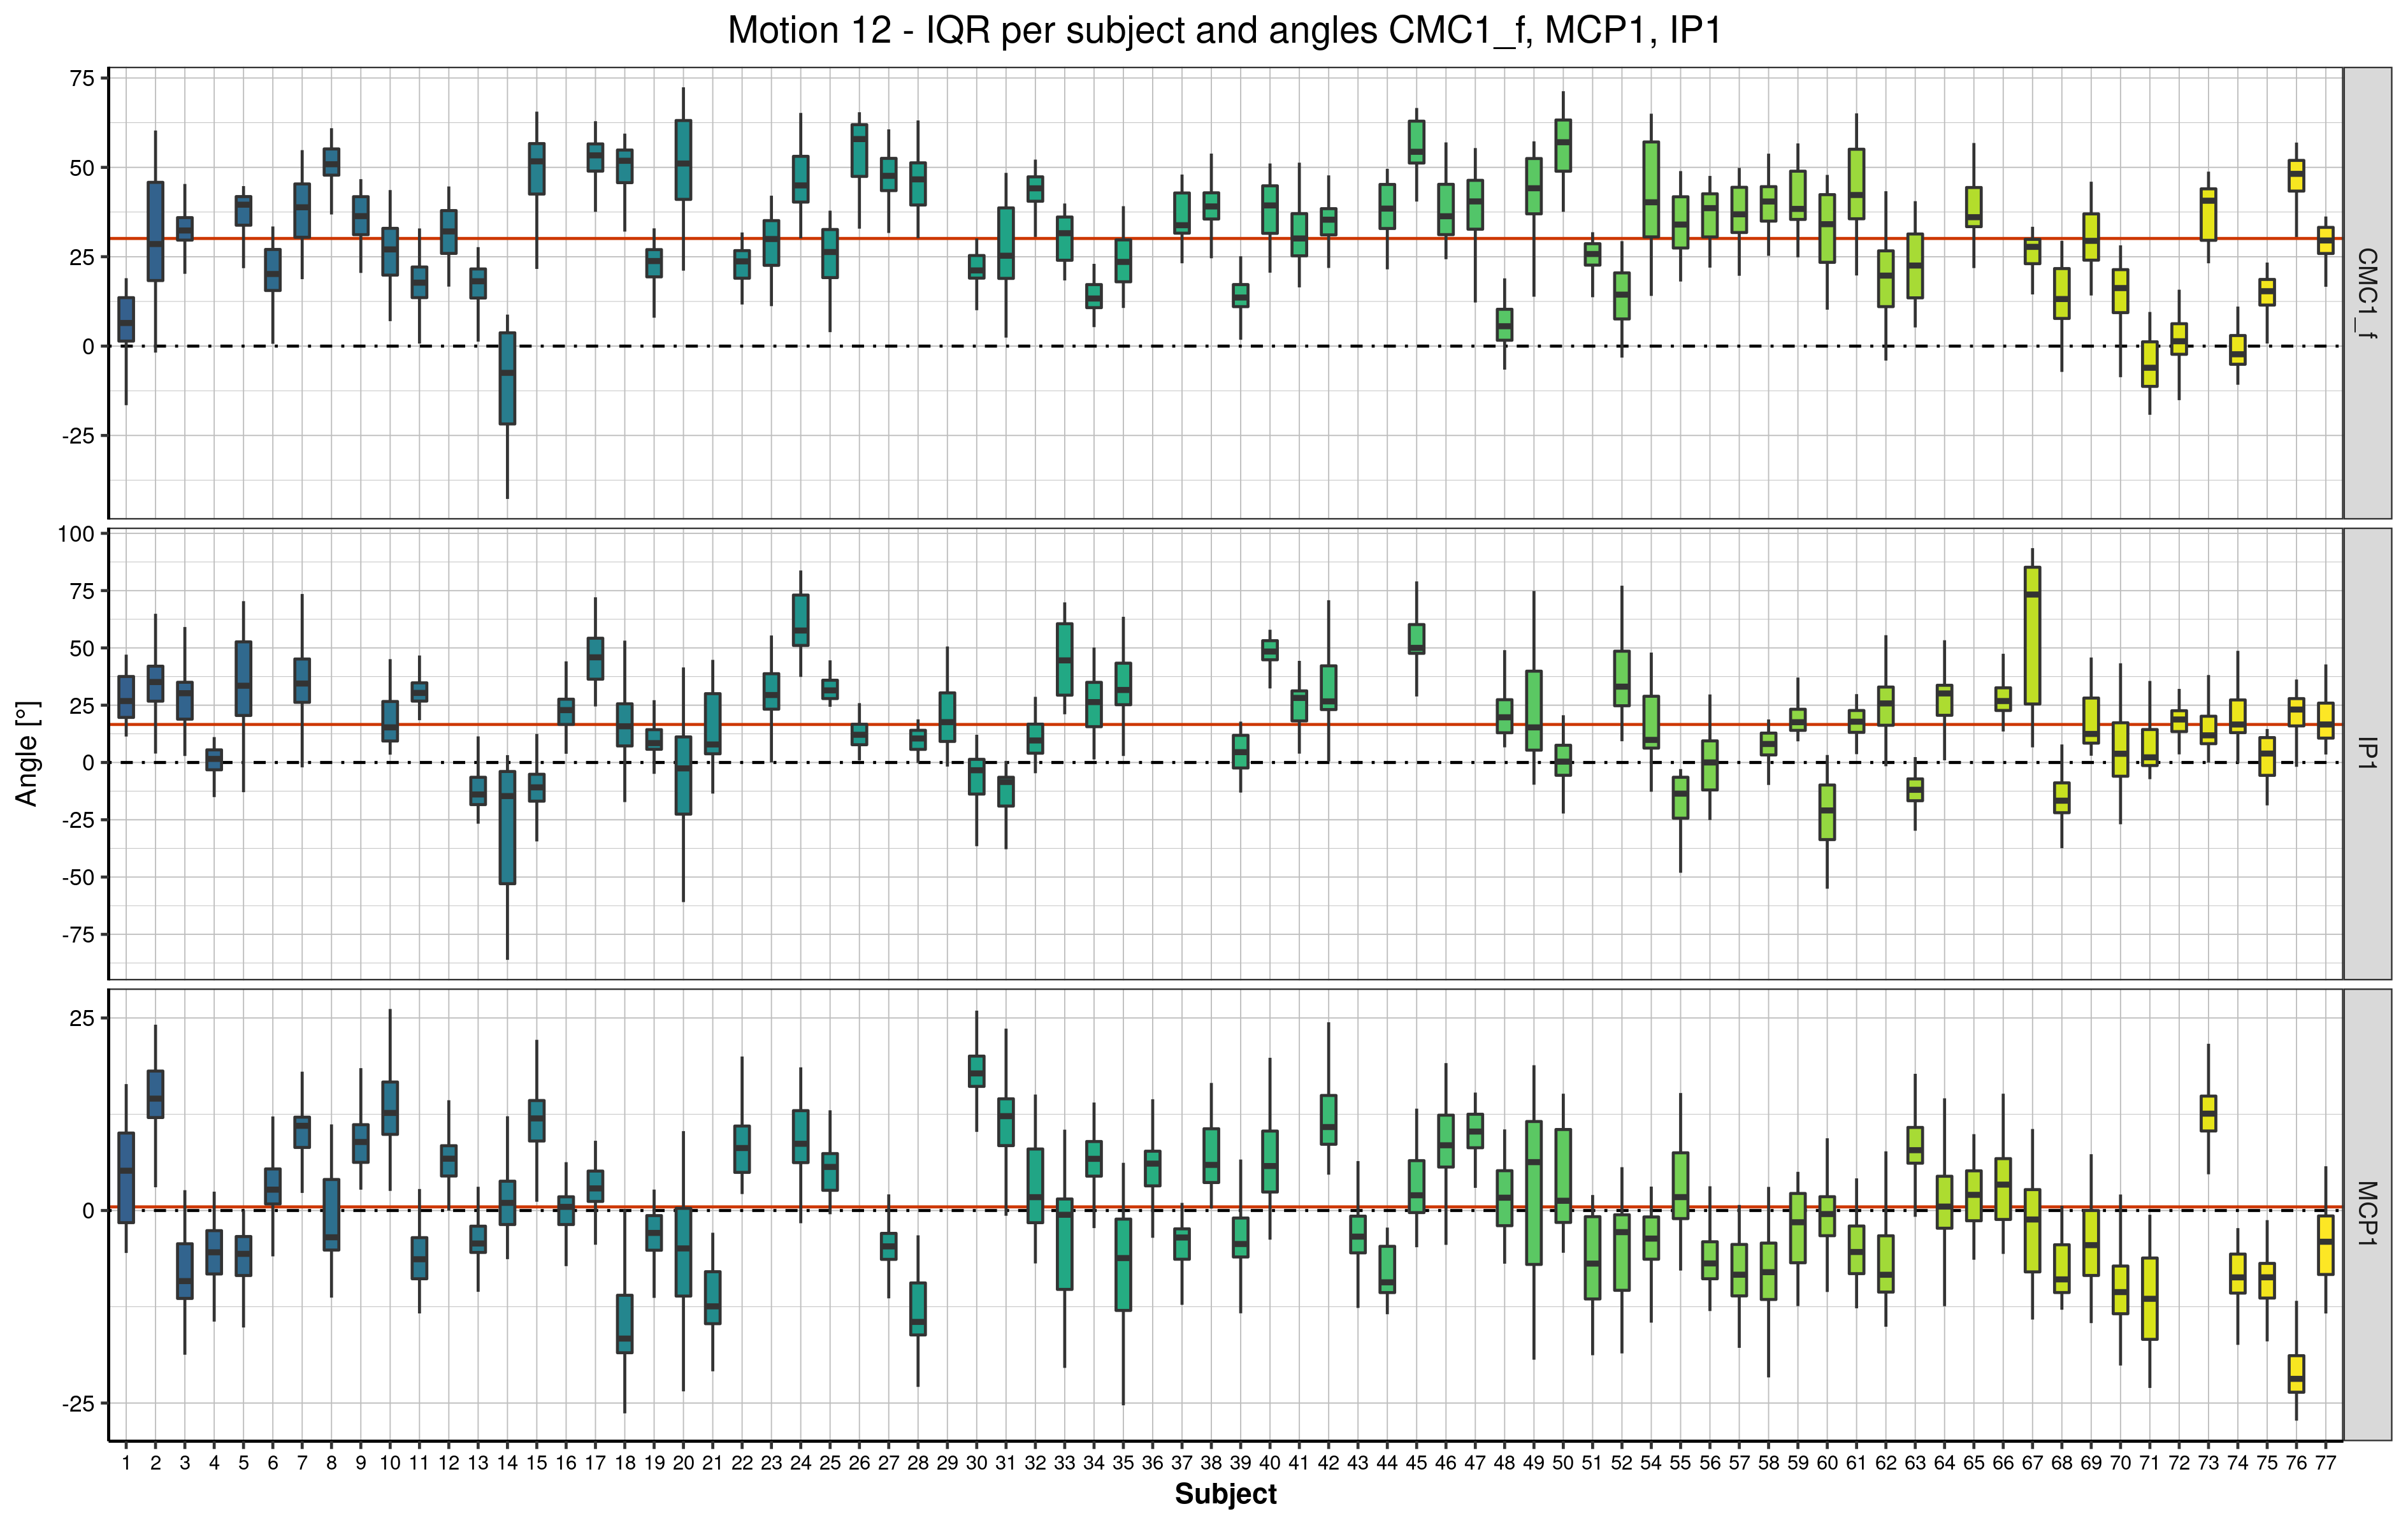 Motion 12 - IQR per subject and angles CMC1_f, MCP1, IP1
75
50
25
0
-25
CMC1_f
100
75
50
25
0
-25
-50
-75
IP1
Angle [°]
25
0
-25
MCP1
1 2 3 4 5 6 7 8 9 10 11 12 13 14 15 16 17 18 19 20 21 22 23 24 25 26 27 28 29 30 31 32 33 34 35 36 37 38 39 40 41 42 43 44 45 46 47 48 49 50 51 52 54 55 56 57 58 59 60 61 62 63 64 65 66 67 68 69 70 71 72 73 74 75 76 77
Subject